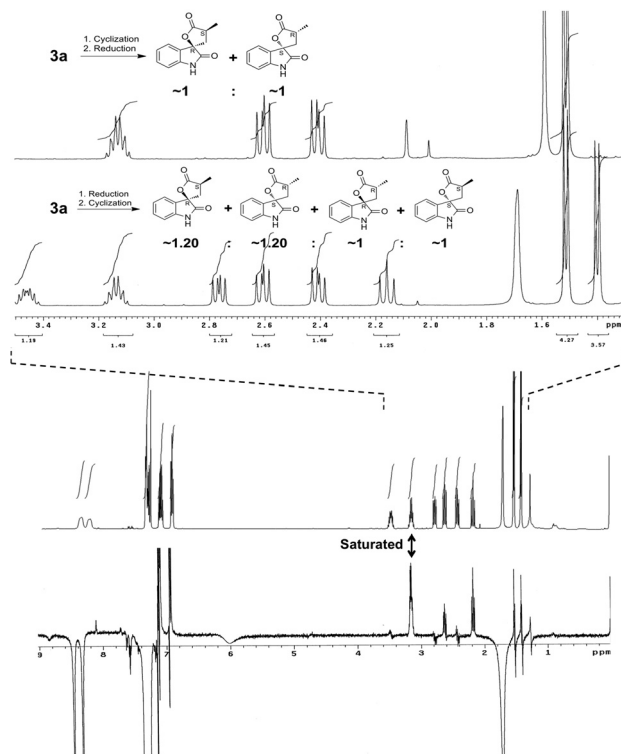 3a 1. Cyclization
2. Reduction
O O S R N H O + O O R S N H O
~1 : ~1
3a 1. Reduction
2. Cyclization
O O S R N H O + O O R S N H O + O O R R N H O + O O S S N H O
~1.20 : ~1.20 : ~1 : ~1
3.4 3.2 3.0 2.8 2.6 2.4 2.2 2.0 1.6 ppm
1.18 1.43 1.21 1.45 1.46 1.25 4.27 3.57
Saturated
9 7 6 5 4 3 2 1 ppm